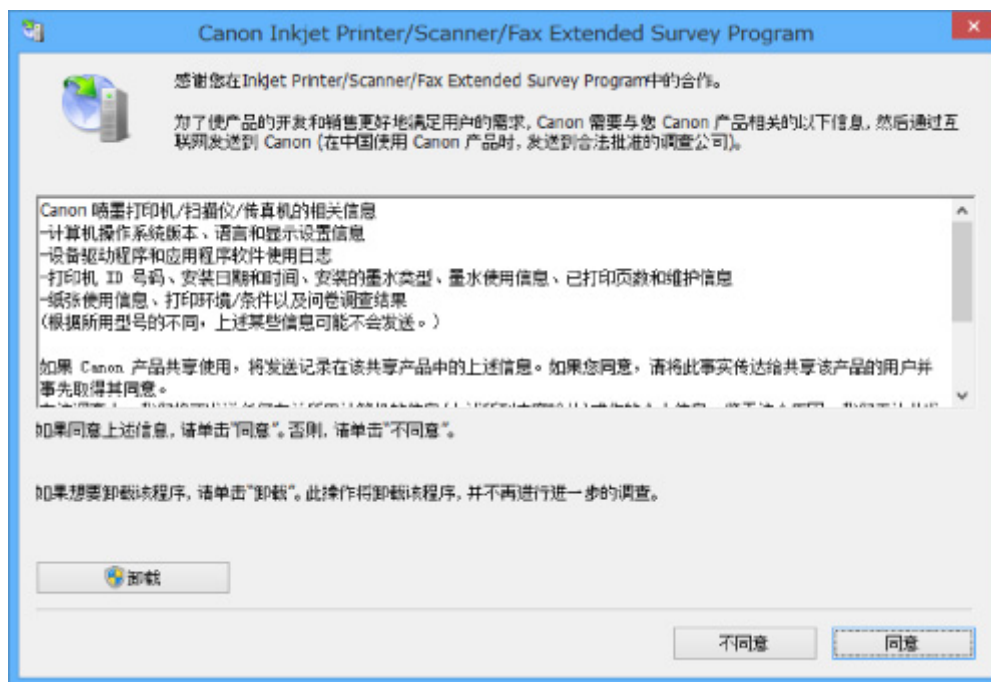 Canon Inkjet Printer/Scanner/Fax Extended Survey Program
感谢您在Inkjet Printer/Scanner/Fax Extended Survey Program中的合作。
为了使产品的开发和销售更好地满足用户的需求, Canon 需要与您 Canon 产品相关的以下信息, 然后通过互
联网发送到 Canon (在中国使用 Canon 产品时, 发送到合法批准的调查公司)。
Canon 喷墨打印机/扫描仪/传真机的相关信息
-计算机操作系统版本、语言和显示设置信息
-设备驱动程序和应用程序软件使用日志
-打印机 ID 号码、安装日期和时间、安装的墨水类型、墨水使用信息、已打印页数和维护信息
-纸张使用信息、打印环境/条件以及问卷调查结果
(根据所用型号的不同，上述某些信息可能不会发送。)
如果 Canon 产品共享使用，将发送记录在该共享产品中的上述信息。如果您同意，请将此事实传达给共享该产品的用户并
事先取得其同意。
如果同意上述信息, 请单击"同意"。否则, 请单击"不同意"。
如果想要卸载该程序, 请单击"卸载"。此操作将卸载该程序, 并不再进行进一步的调查。
卸载
不同意
同意